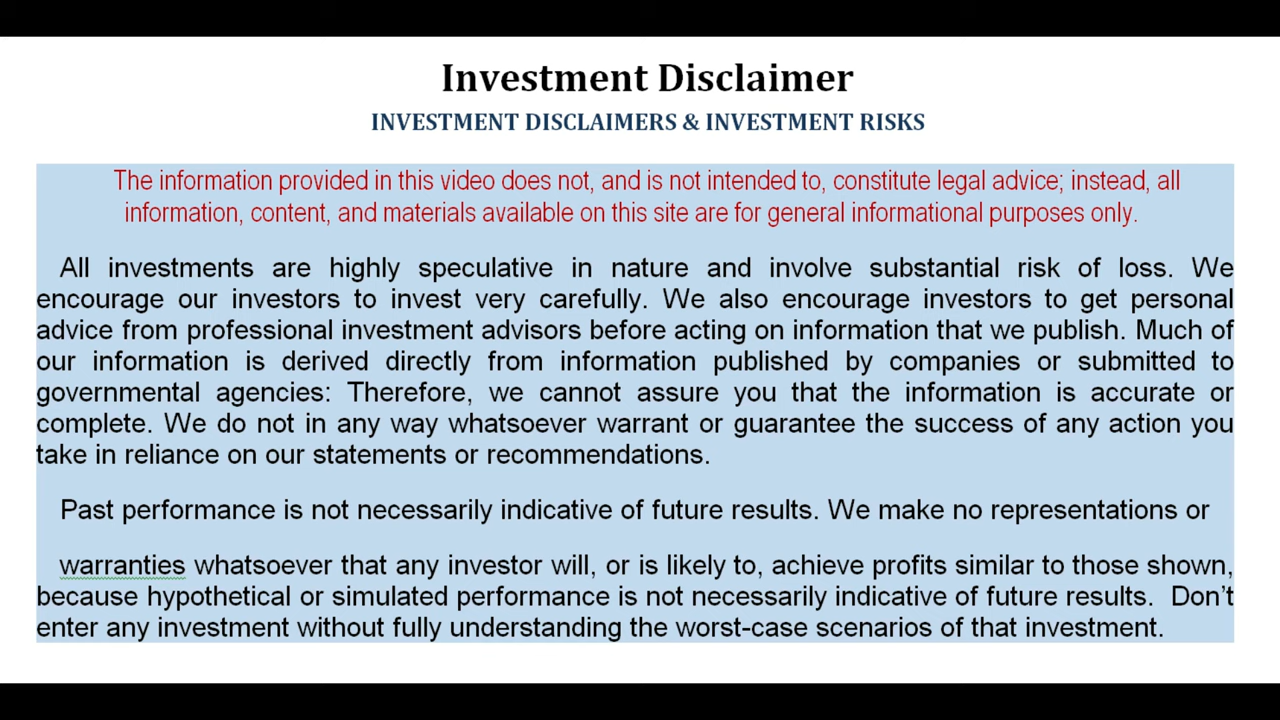 Investment Disclaimer
INVESTMENT DISCLAIMERS & INVESTMENT RISKS
The information provided in this video does not, and is not intended to, constitute legal advice; instead, all
information, content, and materials available on this site are for general informational purposes only.
All investments are highly speculative in nature and involve substantial risk of loss. We
encourage our investors to invest very carefully. We also encourage investors to get personal
advice from professional investment advisors before acting on information that we publish. Much of
our information is derived directly from information published by companies or submitted to
governmental agencies: Therefore, we cannot assure you that the information is accurate or
complete. We do not in any way whatsoever warrant or guarantee the success of any action you
take in reliance on our statements or recommendations.
Past performance is not necessarily indicative of future results. We make no representations or
warranties whatsoever that any investor will, or is likely to, achieve profits similar to those shown,
because hypothetical or simulated performance is not necessarily indicative of future results.  Don’t
enter any investment without fully understanding the worst-case scenarios of that investment.